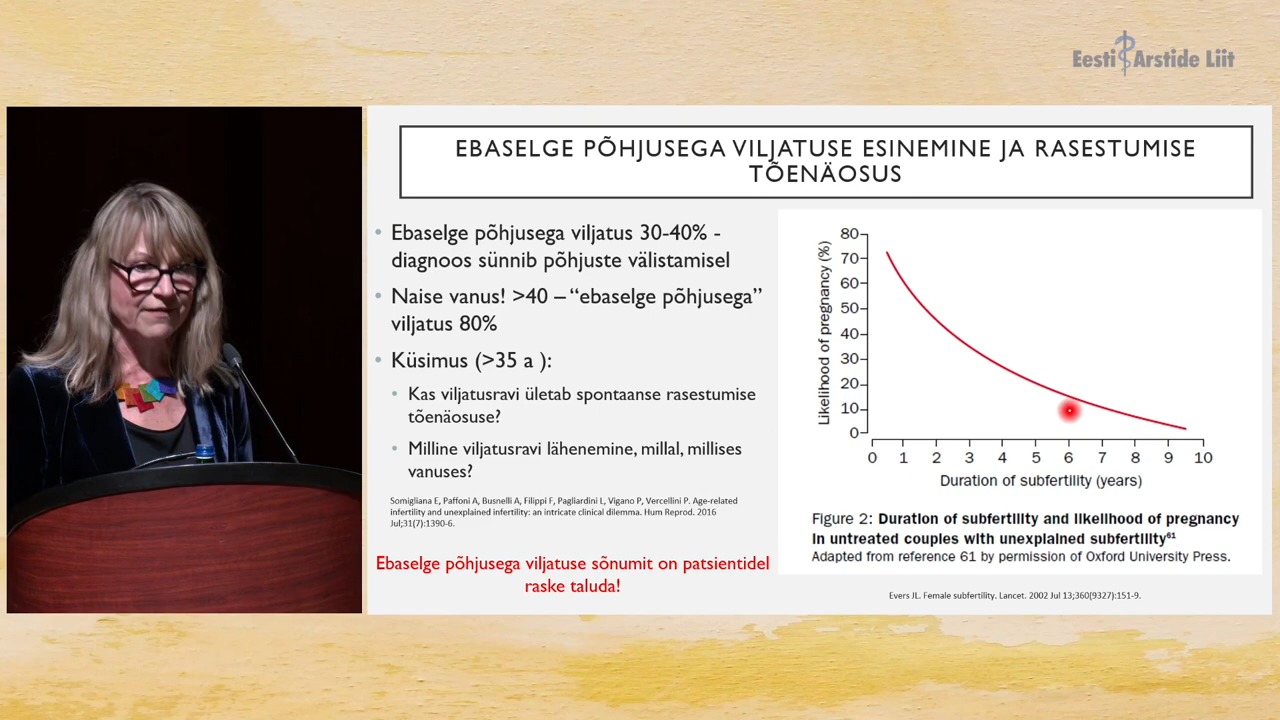 Eesti Arstide Liit
EBASELGE PÕHJUSEGA VILJATUSE ESINEMINE JA RASESTUMISE
TÕENÄOSUS
• Ebaselge põhjusega viljatus 30-40% -
diagnoos sünnib põhjuste välistamisel
• Naise vanus! >40 – “ebaselge põhjusega”
viljatus 80%
• Küsimus (>35 a ):
• Kas viljatusravi ületab spontaanse rasestumise
tõenäosuse?
• Milline viljatusravi lähenemine, millal, millises
vanuses?
Somigliana E, Paffoni A, Busnelli A, Filippi F, Pagliardini L, Vigano P, Vercellini P. Age-related
infertility and unexplained infertility: an intricate clinical dilemma. Hum Reprod. 2016
Jul;31(7):1390-6.
Ebaselge põhjusega viljatuse sõnumit on patsientidel
raske taluda!
Likelihood of pregnancy (%)
80
70
60
50
40
30
20
10
0
0 1 2 3 4 5 6 7 8 9 10
Duration of subfertility (years)
Figure 2: Duration of subfertility and likelihood of pregnancy
in untreated couples with unexplained subfertility⁶¹
Adapted from reference 61 by permission of Oxford University Press.
Evers JL. Female subfertility. Lancet. 2002 Jul 13;360(9327):151-9.